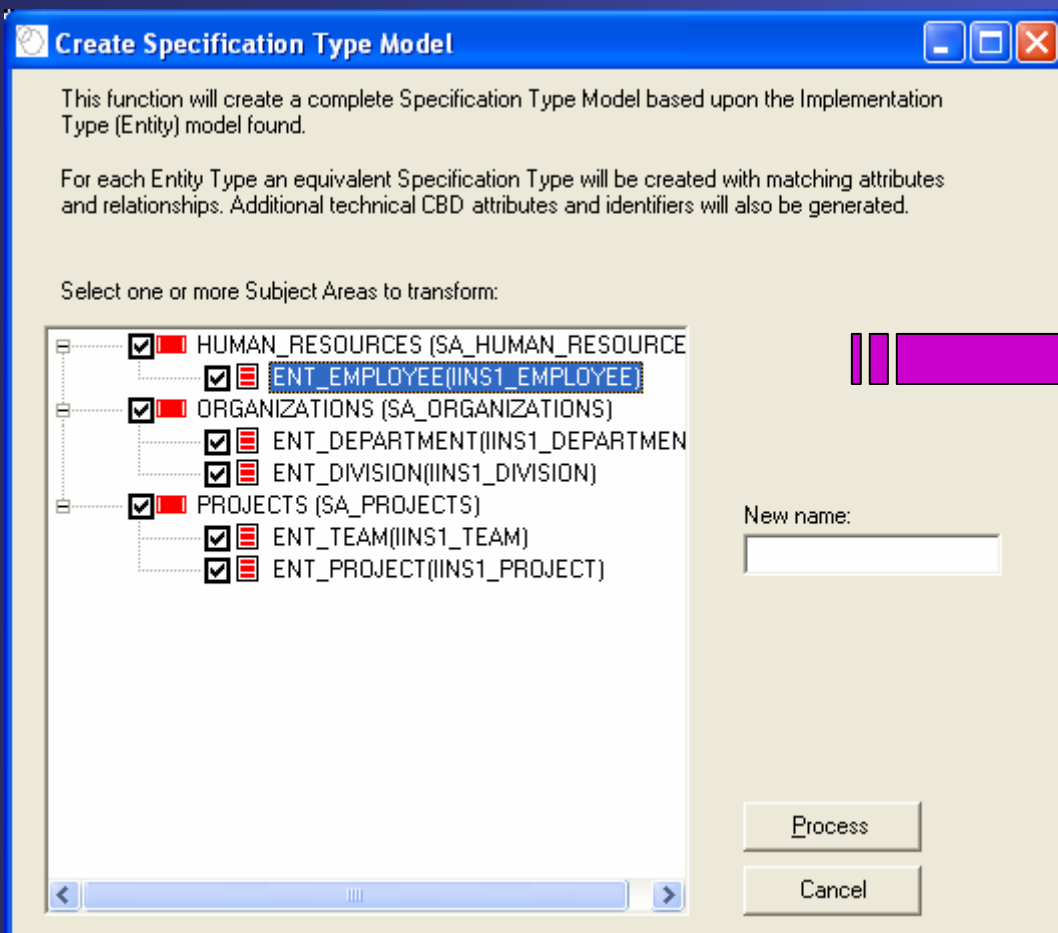 Create Specification Type Model
This function will create a complete Specification Type Model based upon the Implementation
Type (Entity) model found.
For each Entity Type an equivalent Specification Type will be created with matching attributes
and relationships. Additional technical CBD attributes and identifiers will also be generated.
Select one or more Subject Areas to transform:
HUMAN_RESOURCES (SA_HUMAN_RESOURCE
ENT_EMPLOYEE(IINS1_EMPLOYEE)
ORGANIZATIONS (SA_ORGANIZATIONS)
ENT_DEPARTMENT(IINS1_DEPARTMEN
ENT_DIVISION(IINS1_DIVISION)
PROJECTS (SA_PROJECTS)
ENT_TEAM(IINS1_TEAM)
ENT_PROJECT(IINS1_PROJECT)
New name:
Process
Cancel